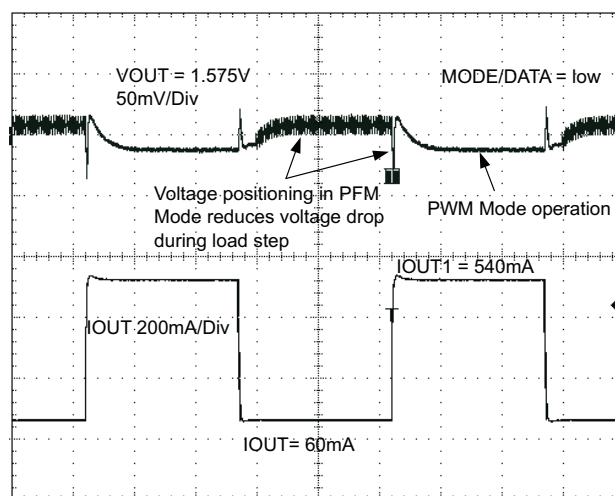 VOUT = 1.575V
50mV/Div
MODE/DATA = low
Voltage positioning in PFM
Mode reduces voltage drop
during load step
PWM Mode operation
IOUT1 = 540mA
IOUT 200mA/Div
IOUT= 60mA